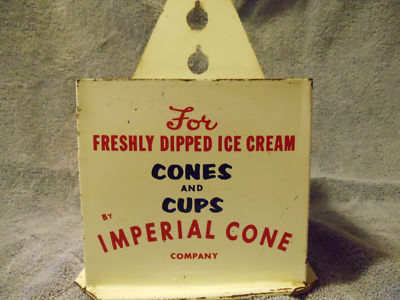 For
FRESHLY DIPPED ICE CREAM
CONES
AND
CUPS
BY IMPERIAL CONE
COMPANY